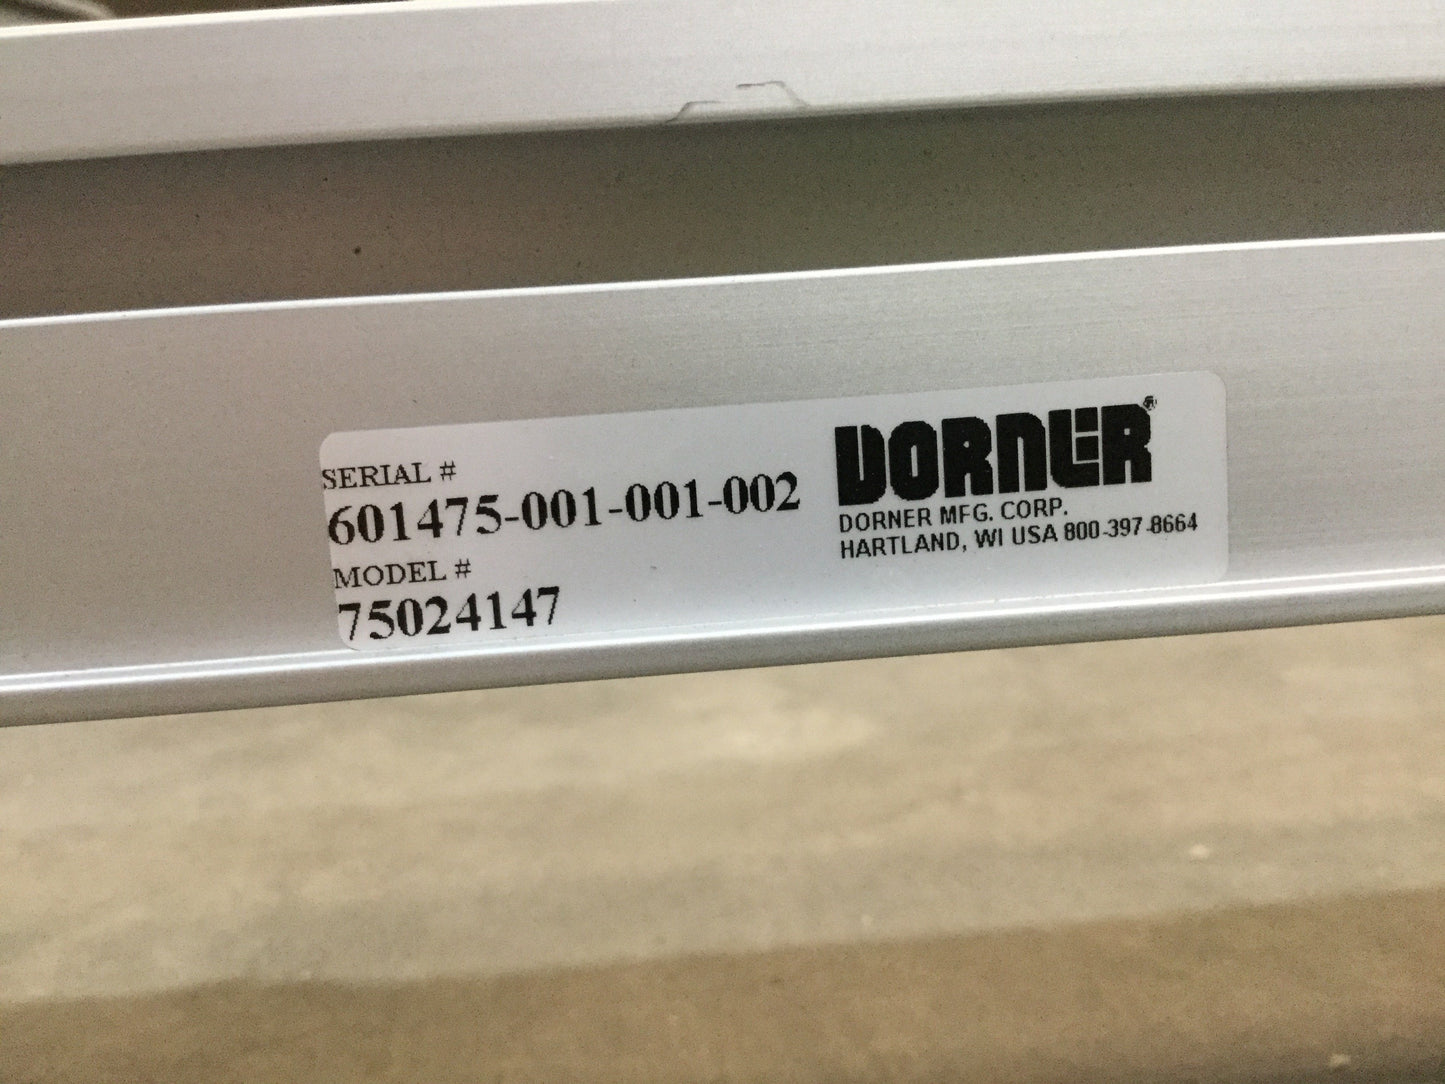 SERIAL #
601475-001-001-002
MODEL #
75024147
DORNER®
DORNER MFG. CORP.
HARTLAND, WI USA 800-397-8664